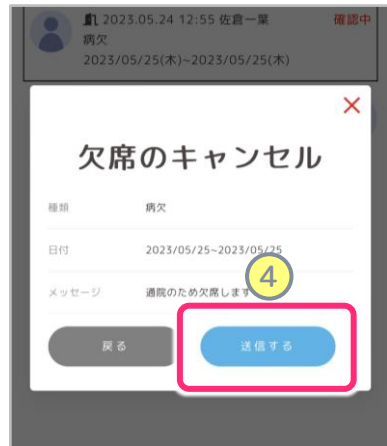 2023.05.24 12:55 佐倉一葉 確認中
病欠
2023/05/25(木)~2023/05/25(木)
欠席のキャンセル
種類 病欠
日付 2023/05/25~2023/05/25
メッセージ 通院のため欠席します
④
戻る 送信する